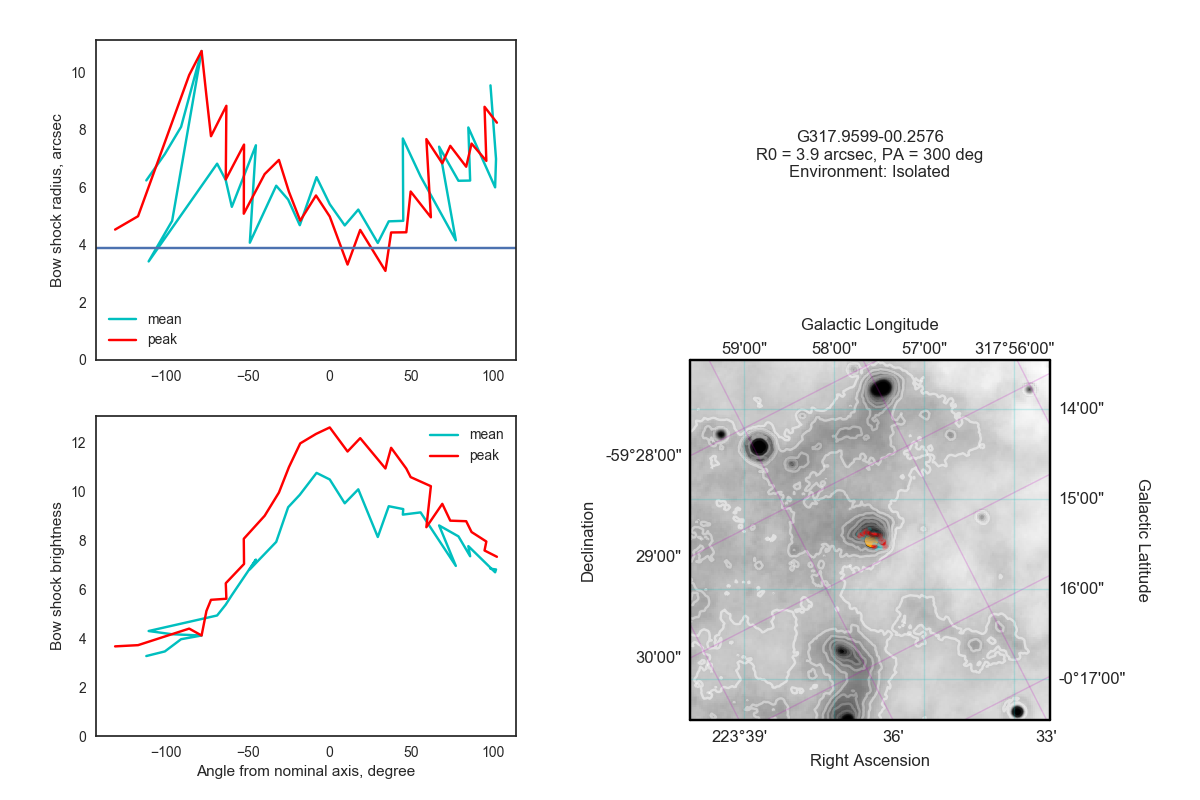 Bow shock radius, arcsec
10
8
6
4
2
0
mean
peak
−100 −50 0 50 100
Bow shock brightness
12
10
8
6
4
2
0
mean
peak
−100 −50 0 50 100
Angle from nominal axis, degree
G317.9599-00.2576
R0 = 3.9 arcsec, PA = 300 deg
Environment: Isolated
Galactic Longitude
59'00" 58'00" 57'00" 317°56'00"
Declination
-59°28'00"
29'00"
30'00"
14'00"
15'00"
16'00"
-0°17'00"
Galactic Latitude
223°39' 36' 33'
Right Ascension